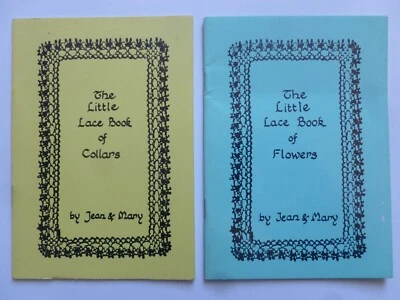 The
Little
Lace Book
of
Collars
by Jean & Mary
The
Little
Lace Book
of
Flowers
by Jean & Mary